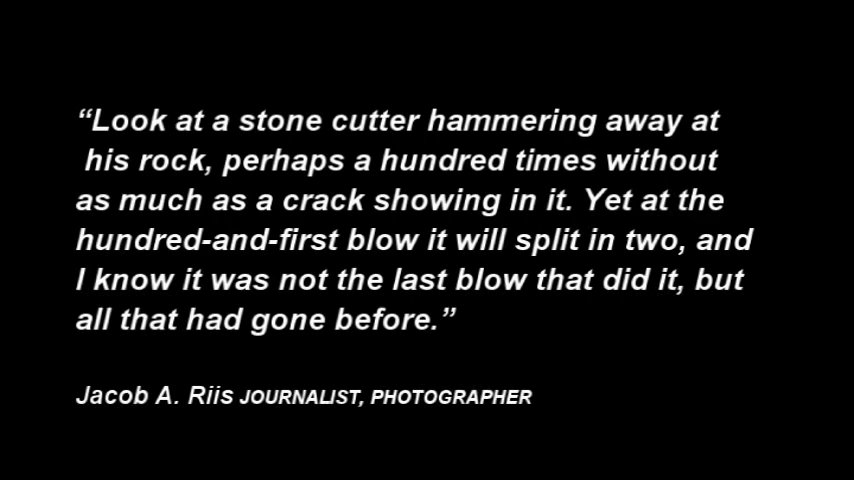 “Look at a stone cutter hammering away at
his rock, perhaps a hundred times without
as much as a crack showing in it. Yet at the
hundred-and-first blow it will split in two, and
I know it was not the last blow that did it, but
all that had gone before.”
Jacob A. Riis JOURNALIST, PHOTOGRAPHER